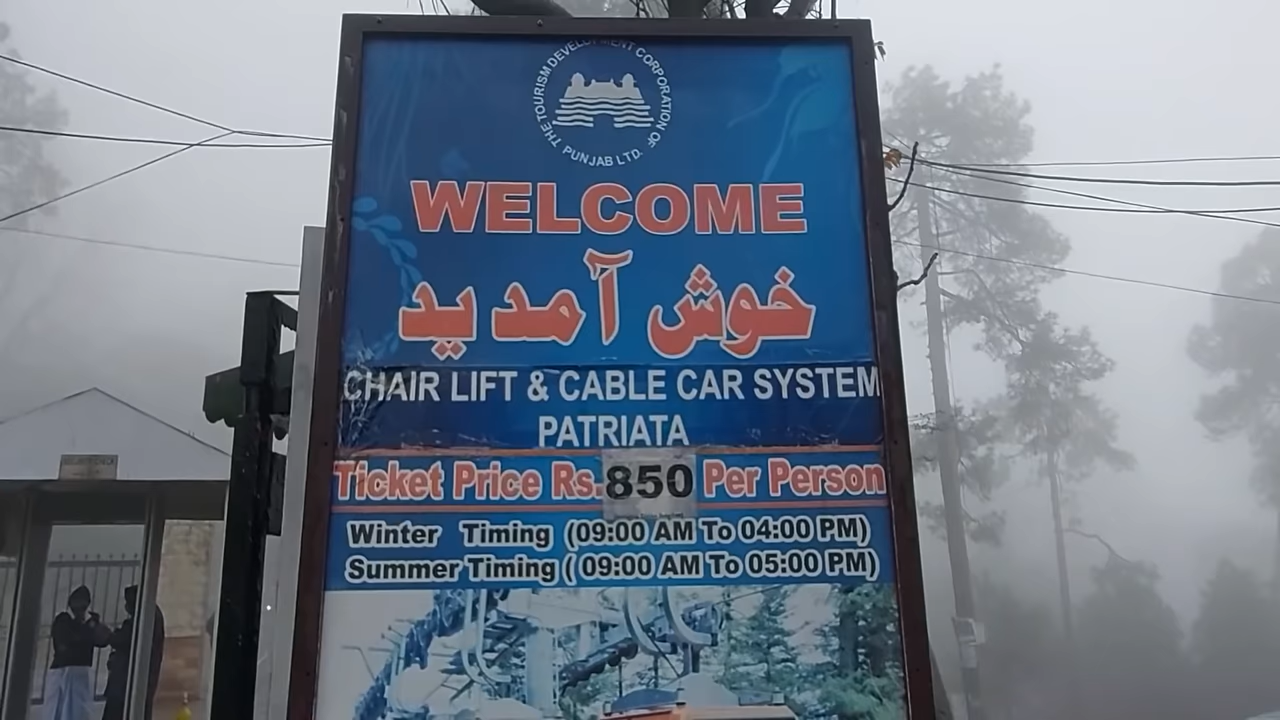 THE TOURISM DEVELOPMENT CORPORATION OF PUNJAB LTD.
WELCOME
خوش آمدید
CHAIR LIFT & CABLE CAR SYSTEM
PATRIATA
Ticket Price Rs.850 Per Person
Winter Timing (09:00 AM To 04:00 PM)
Summer Timing ( 09:00 AM To 05:00 PM)